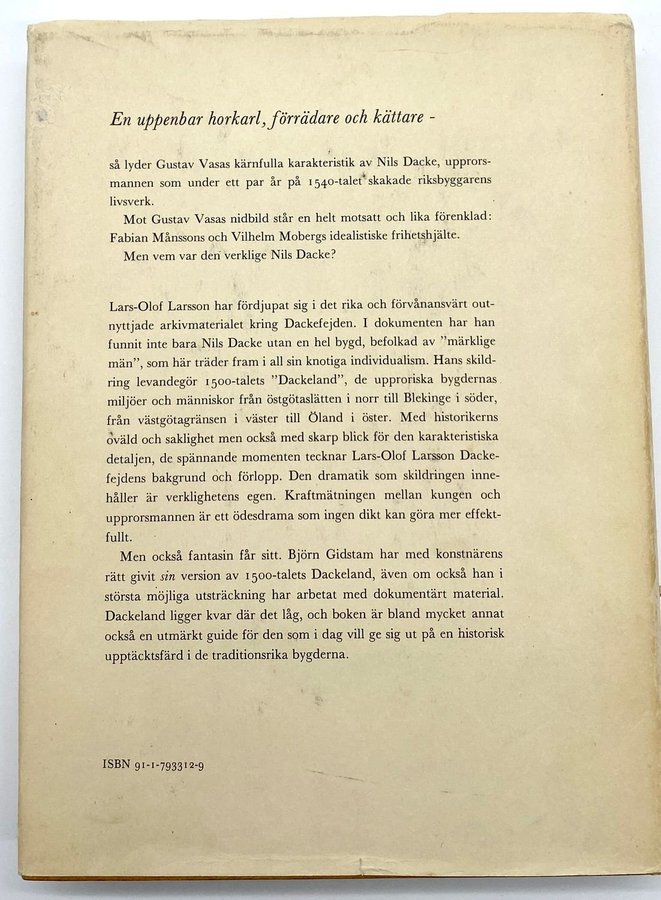 En uppenbar horkarl, förrädare och kättare -
så lyder Gustav Vasas kärnfulla karakteristik av Nils Dacke, upprors-
mannen som under ett par år på 1540-talet skakade riksbyggarens
livsverk.
Mot Gustav Vasas nidbild står en helt motsatt och lika förenklad:
Fabian Månssons och Vilhelm Mobergs idealistiske frihetshjälte.
Men vem var den verklige Nils Dacke?
Lars-Olof Larsson har fördjupat sig i det rika och förvånansvärt out-
nyttjade arkivmaterialet kring Dackefejden. I dokumenten har han
funnit inte bara Nils Dacke utan en hel bygd, befolkad av ”märklige
män”, som här träder fram i all sin knotiga individualism. Hans skild-
ring levandegör 1500-talets ”Dackeland”, de upproriska bygdernas
miljöer och människor från östgötaslätten i norr till Blekinge i söder,
från västgötagränsen i väster till Öland i öster. Med historikerns
oväld och saklighet men också med skarp blick för den karakteristiska
detaljen, de spännande momenten tecknar Lars-Olof Larsson Dacke-
fejdens bakgrund och förlopp. Den dramatik som skildringen inne-
håller är verklighetens egen. Kraftmätningen mellan kungen och
upprorsmannen är ett ödesdrama som ingen dikt kan göra mer effekt-
fullt.
Men också fantasin får sitt. Björn Gidstam har med konstnärens
rätt givit sin version av 1500-talets Dackeland, även om också han i
största möjliga utsträckning har arbetat med dokumentärt material.
Dackeland ligger kvar där det låg, och boken är bland mycket annat
också en utmärkt guide för den som i dag vill ge sig ut på en historisk
upptäcktsfärd i de traditionsrika bygderna.
ISBN 91-1-793312-9